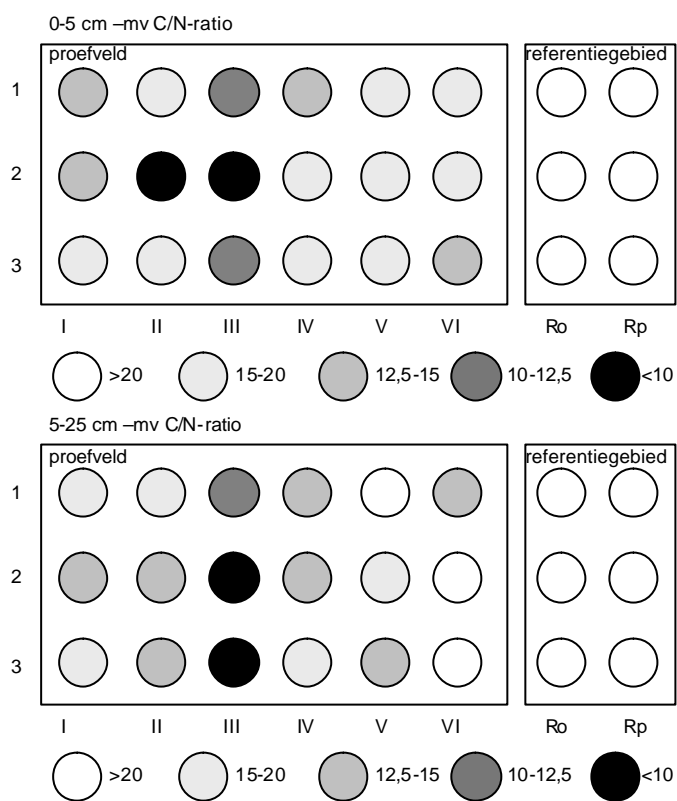 0-5 cm –mv C/N-ratio
proefveld referentiegebied
1
2
3
I II III IV V VI Ro Rp
>20 15-20 12,5-15 10-12,5 <10
5-25 cm –mv C/N-ratio
proefveld referentiegebied
1
2
3
I II III IV V VI Ro Rp
>20 15-20 12,5-15 10-12,5 <10